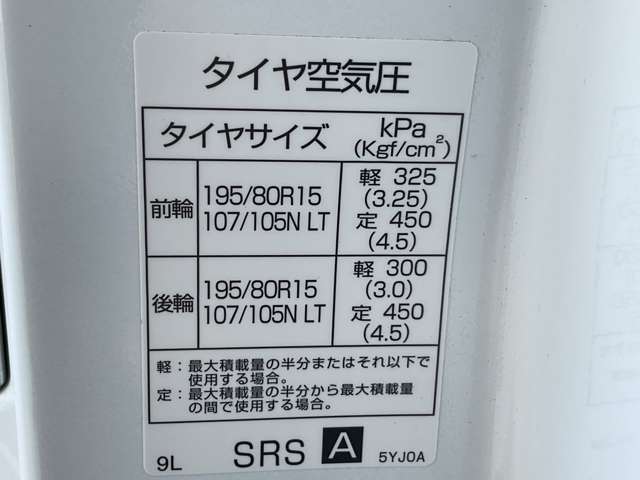 タイヤ空気圧
タイヤサイズ kPa
(Kgf/cm²)
前輪 195/80R15 107/105N LT 軽 325
(3.25)
定 450
(4.5)
後輪 195/80R15 107/105N LT 軽 300
(3.0)
定 450
(4.5)
軽：最大積載量の半分またはそれ以下で
使用する場合。
定：最大積載量の半分から最大積載量
の間で使用する場合。
9L SRS A 5YJ0A